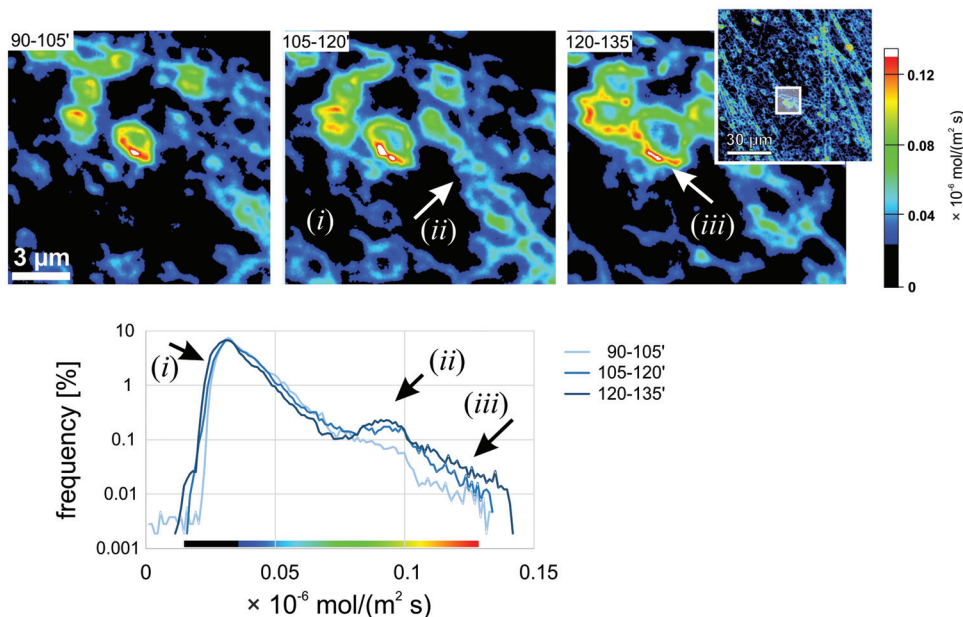 90-105'
105-120'
120-135'
30 µm
3 µm
(i)
(ii)
(iii)
0.12
0.08
0.04
0
× 10⁻⁶ mol/(m² s)
10
1
0.1
0.01
0.001
frequency [%]
(i)
(ii)
(iii)
90-105'
105-120'
120-135'
0
0.05
0.1
0.15
× 10⁻⁶ mol/(m² s)